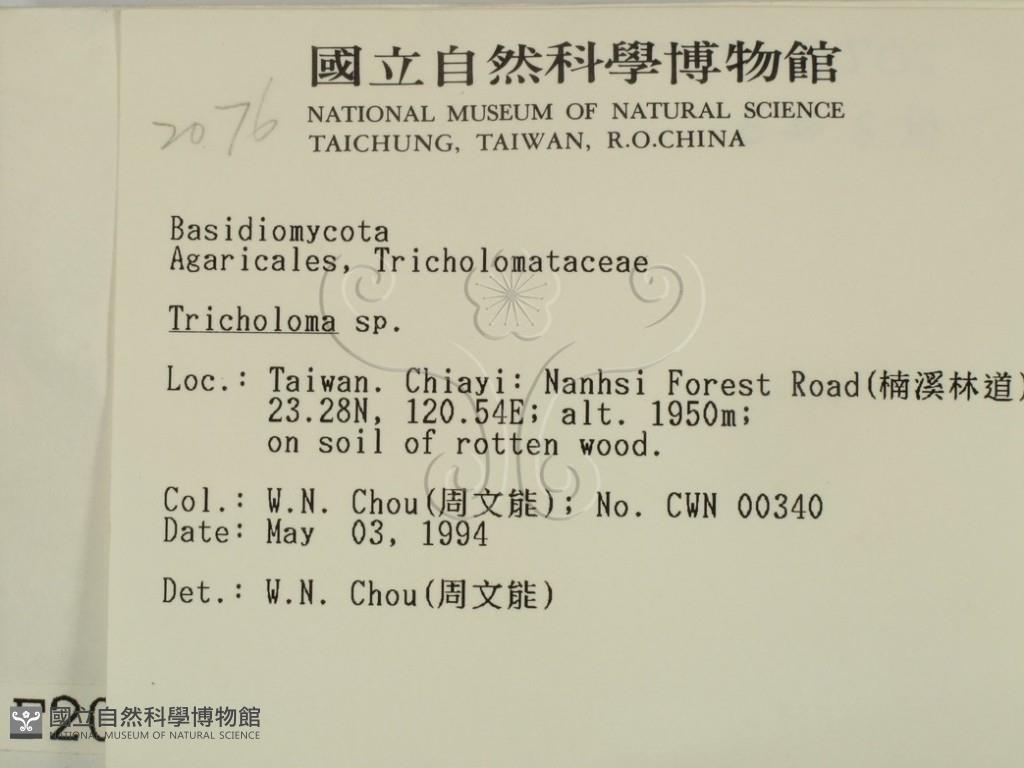 國立自然科學博物館
NATIONAL MUSEUM OF NATURAL SCIENCE
TAICHUNG, TAIWAN, R.O.CHINA
2076
Basidiomycota
Agaricales, Tricholomataceae
Tricholoma sp.
Loc.: Taiwan. Chiayi: Nanhsi Forest Road(楠溪林道)
23.28N, 120.54E; alt. 1950m;
on soil of rotten wood.
Col.: W.N. Chou(周文能); No. CWN 00340
Date: May 03, 1994
Det.: W.N. Chou(周文能)
F20
國立自然科學博物館
NATIONAL MUSEUM OF NATURAL SCIENCE